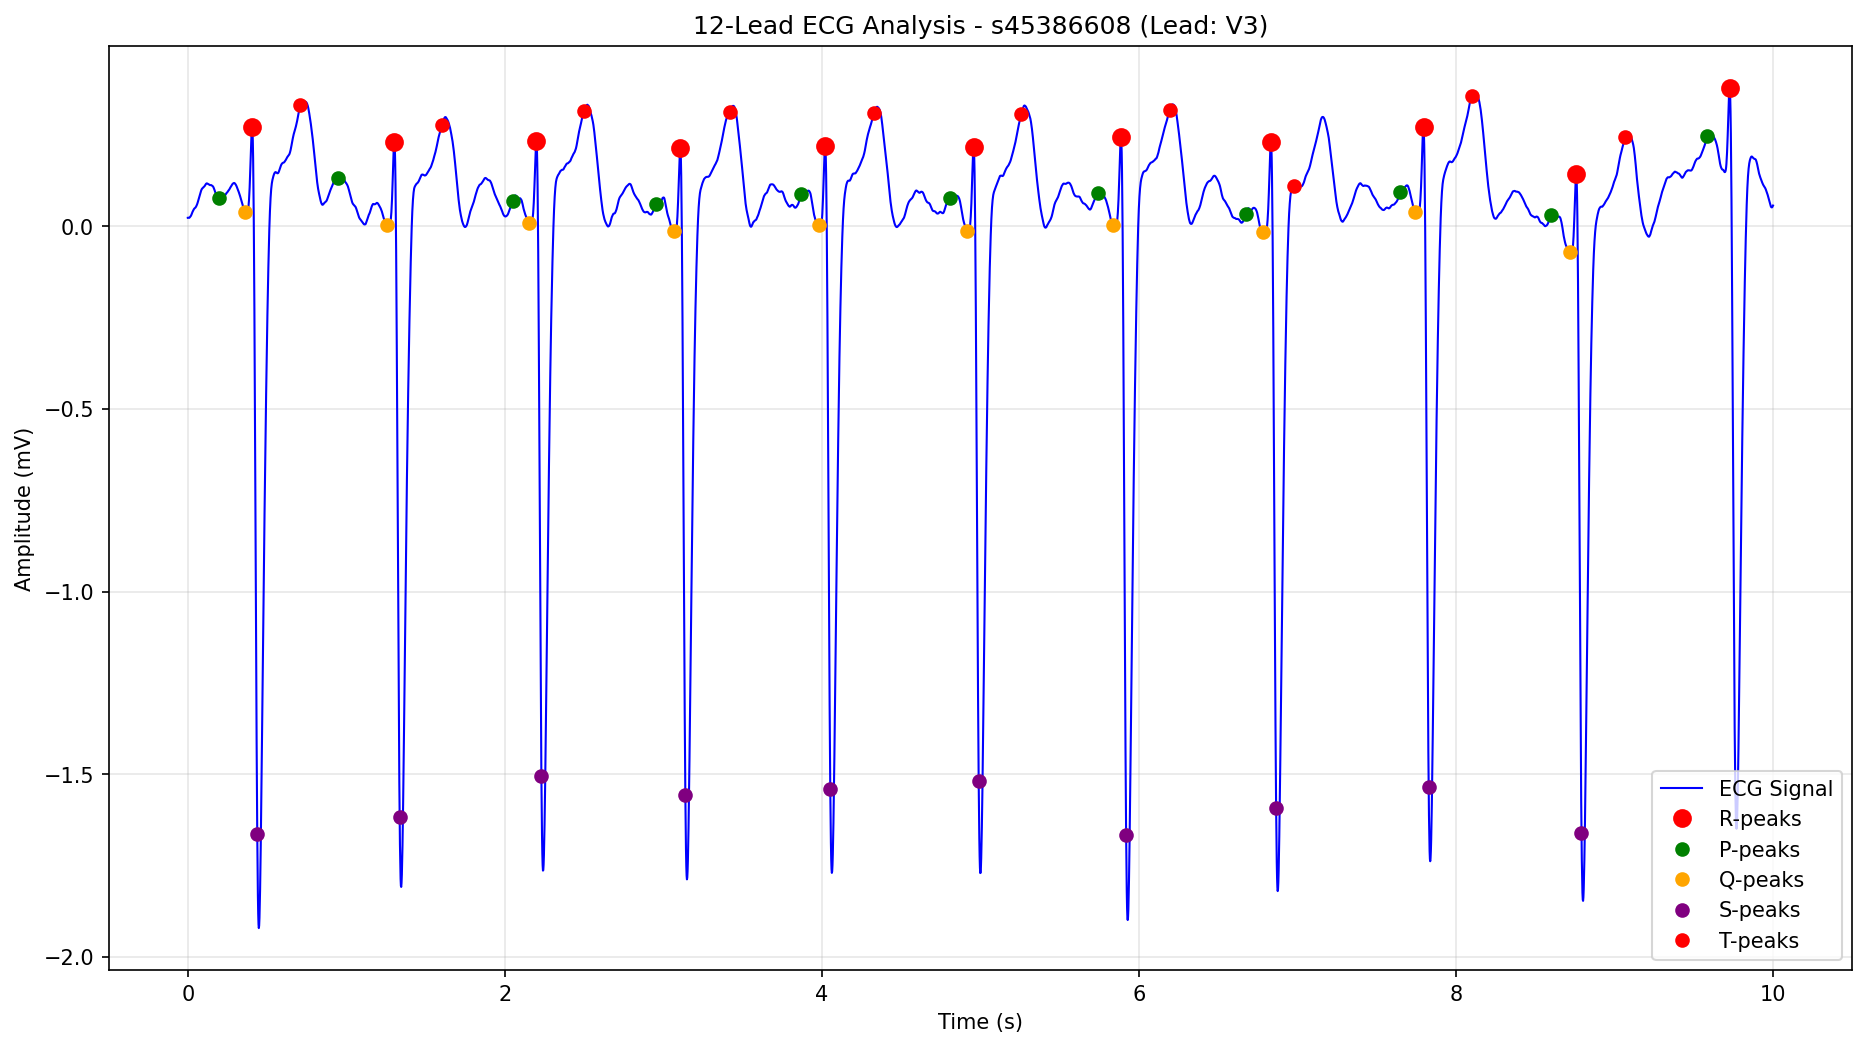 12-Lead ECG Analysis - s45386608 (Lead: V3)
Amplitude (mV)
0.0
−0.5
−1.0
−1.5
−2.0
0 2 4 6 8 10
Time (s)
ECG Signal
R-peaks
P-peaks
Q-peaks
S-peaks
T-peaks